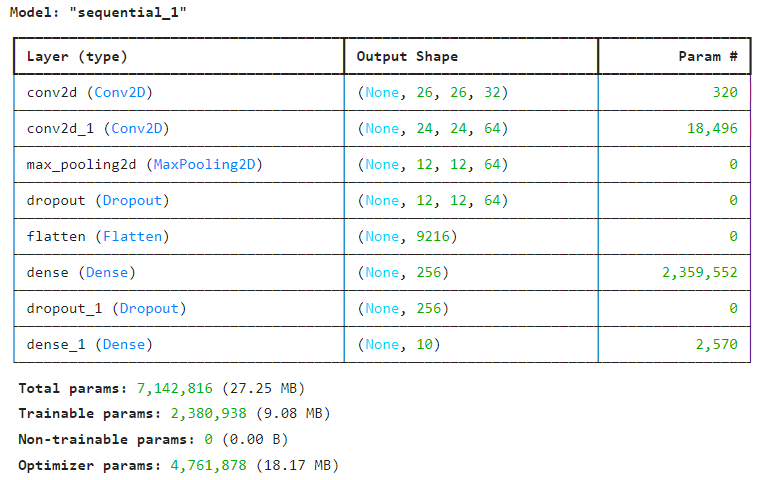 Model: "sequential_1"
Layer (type) Output Shape Param #
conv2d (Conv2D) (None, 26, 26, 32) 320
conv2d_1 (Conv2D) (None, 24, 24, 64) 18,496
max_pooling2d (MaxPooling2D) (None, 12, 12, 64) 0
dropout (Dropout) (None, 12, 12, 64) 0
flatten (Flatten) (None, 9216) 0
dense (Dense) (None, 256) 2,359,552
dropout_1 (Dropout) (None, 256) 0
dense_1 (Dense) (None, 10) 2,570
Total params: 7,142,816 (27.25 MB)
Trainable params: 2,380,938 (9.08 MB)
Non-trainable params: 0 (0.00 B)
Optimizer params: 4,761,878 (18.17 MB)